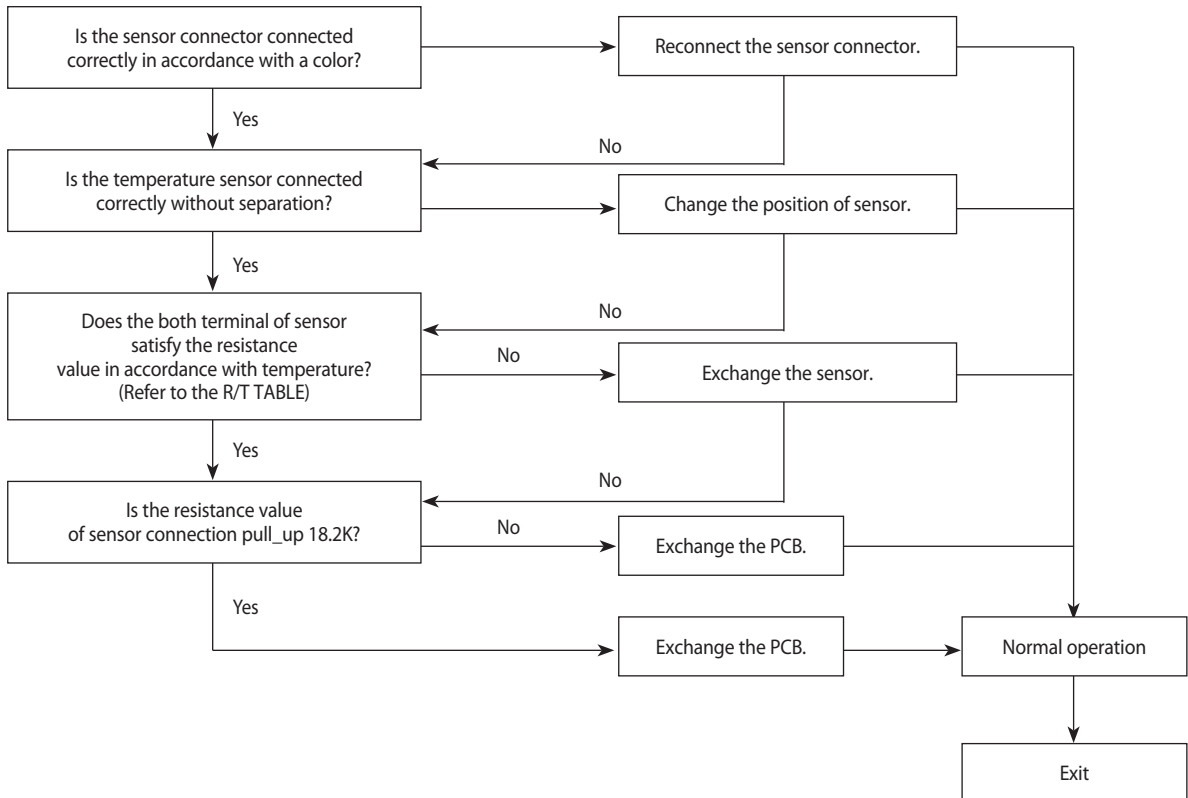 Is the sensor connector connected
correctly in accordance with a color?
Reconnect the sensor connector.
Yes
No
Is the temperature sensor connected
correctly without separation?
Change the position of sensor.
Yes
No
Does the both terminal of sensor
satisfy the resistance
value in accordance with temperature?
(Refer to the R/T TABLE)
No
Exchange the sensor.
Yes
No
Is the resistance value
of sensor connection pull_up 18.2K?
No
Exchange the PCB.
Yes
Exchange the PCB.
Normal operation
Exit